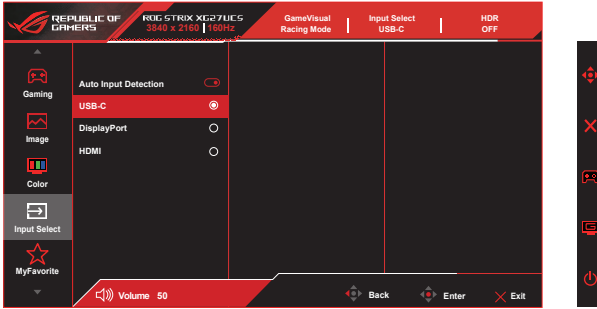 REPUBLIC OF
GAMERS
ROG STRIX XG27UCS
3840 x 2160 160Hz
GameVisual
Racing Mode
Input Select
USB-C
HDR
OFF
Gaming
Image
Color
Input Select
MyFavorite
Auto Input Detection
USB-C
DisplayPort
HDMI
Volume 50
Back
Enter
Exit